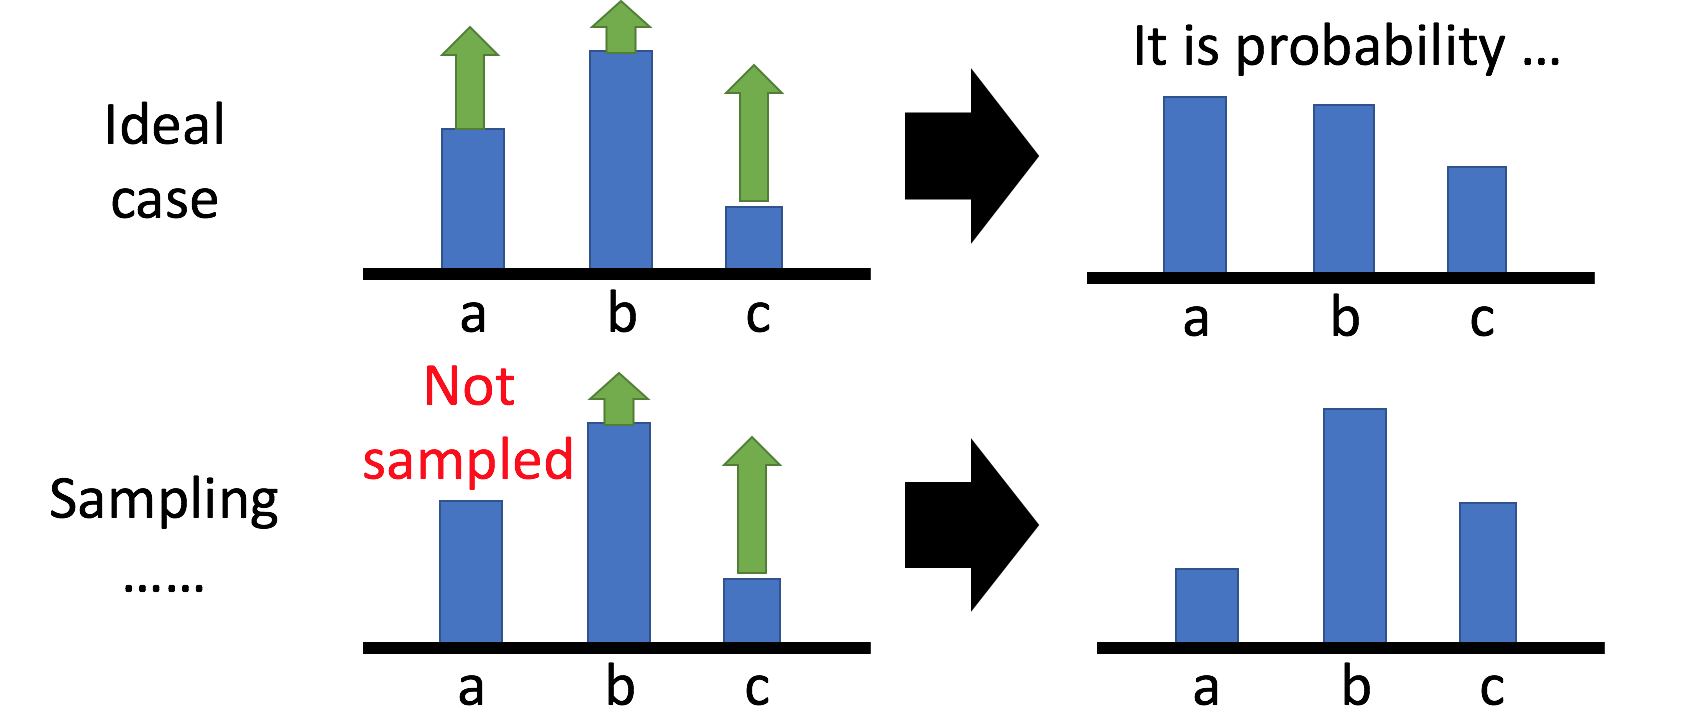 It is probability ...
Ideal
case
a b c
a b c
Not
sampled
Sampling
......
a b c
a b c